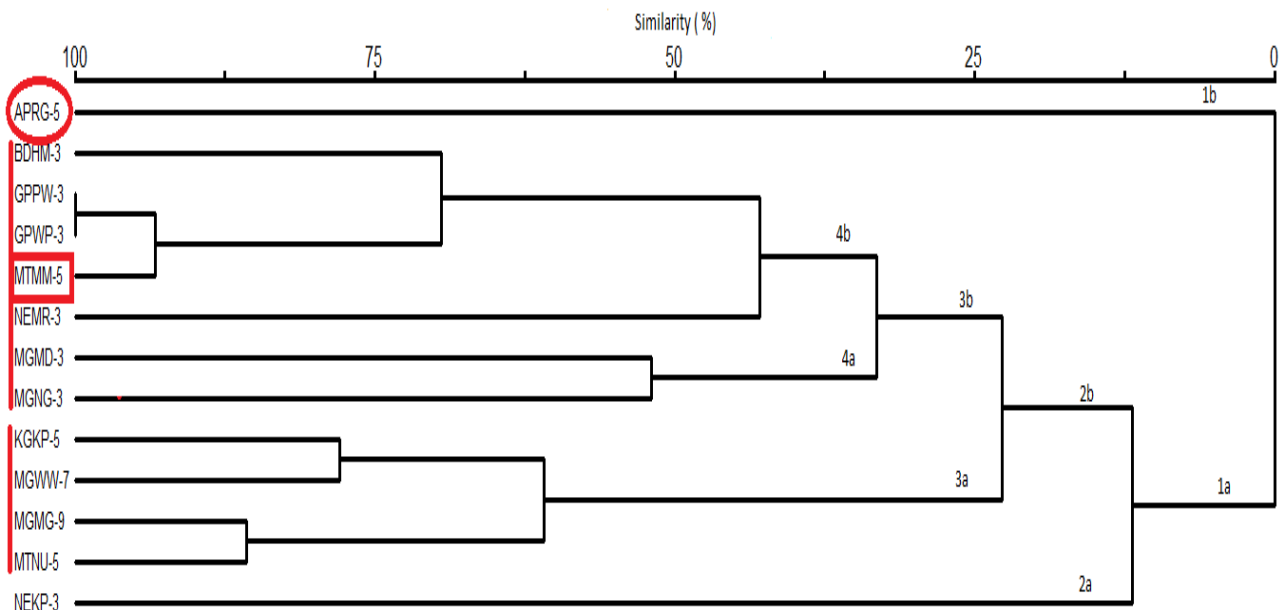 Similarity ( %)
100 75 50 25 0
1b
APRG-5
BDHM-3
GPPW-3
GPWP-3
4b
MTMM-5
3b
NEMR-3
MGMD-3
4a
MGNG-3
2b
KGKP-5
MGWW-7
3a
1a
MGMG-9
MTNU-5
2a
NEKP-3